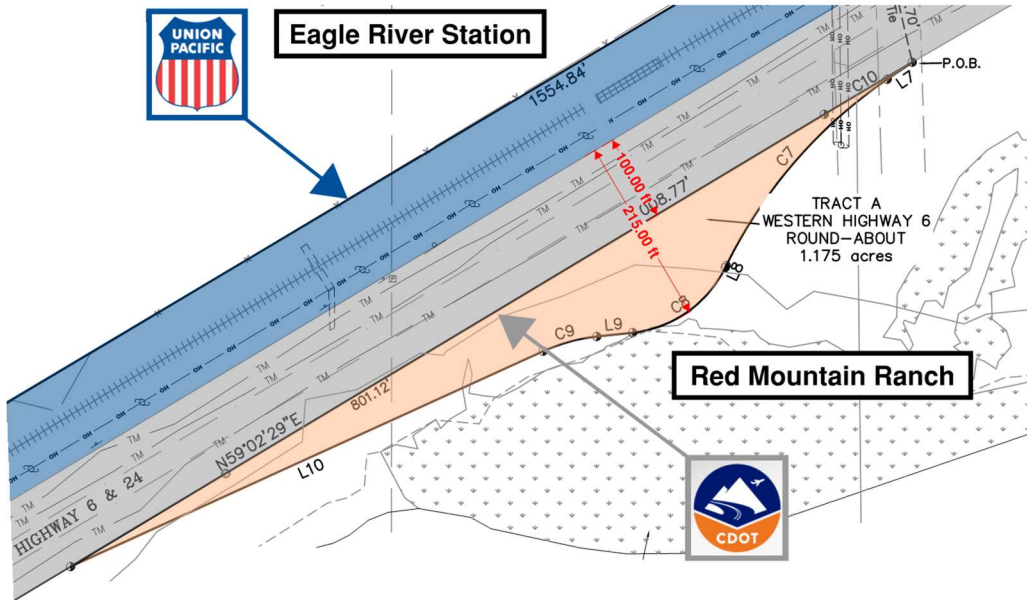 UNION
PACIFIC
Eagle River Station
1554.84'
C10
L7
P.O.B.
C7
100.00 ft
215.00 ft
TRACT A
WESTERN HIGHWAY 6
ROUND-ABOUT
1.175 acres
L8
C8
C9
L9
Red Mountain Ranch
801.12'
N59°02'29"E
L10
HIGHWAY 6 & 24
CDOT
TM
OH